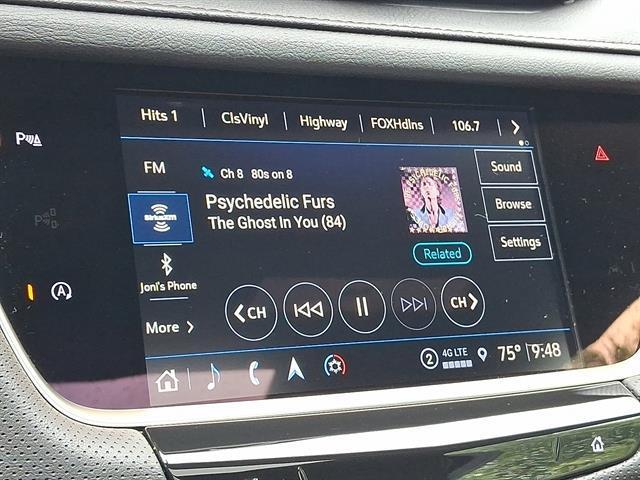 Hits 1 ClsVinyl Highway FOXHdlns 106.7
FM
Ch 8 80s on 8
Sound
Psychedelic Furs
SiriusXM
Browse
The Ghost In You (84)
Related
Settings
Joni's Phone
CH
CH
More
2 4G LTE 75° 9:48
P
A